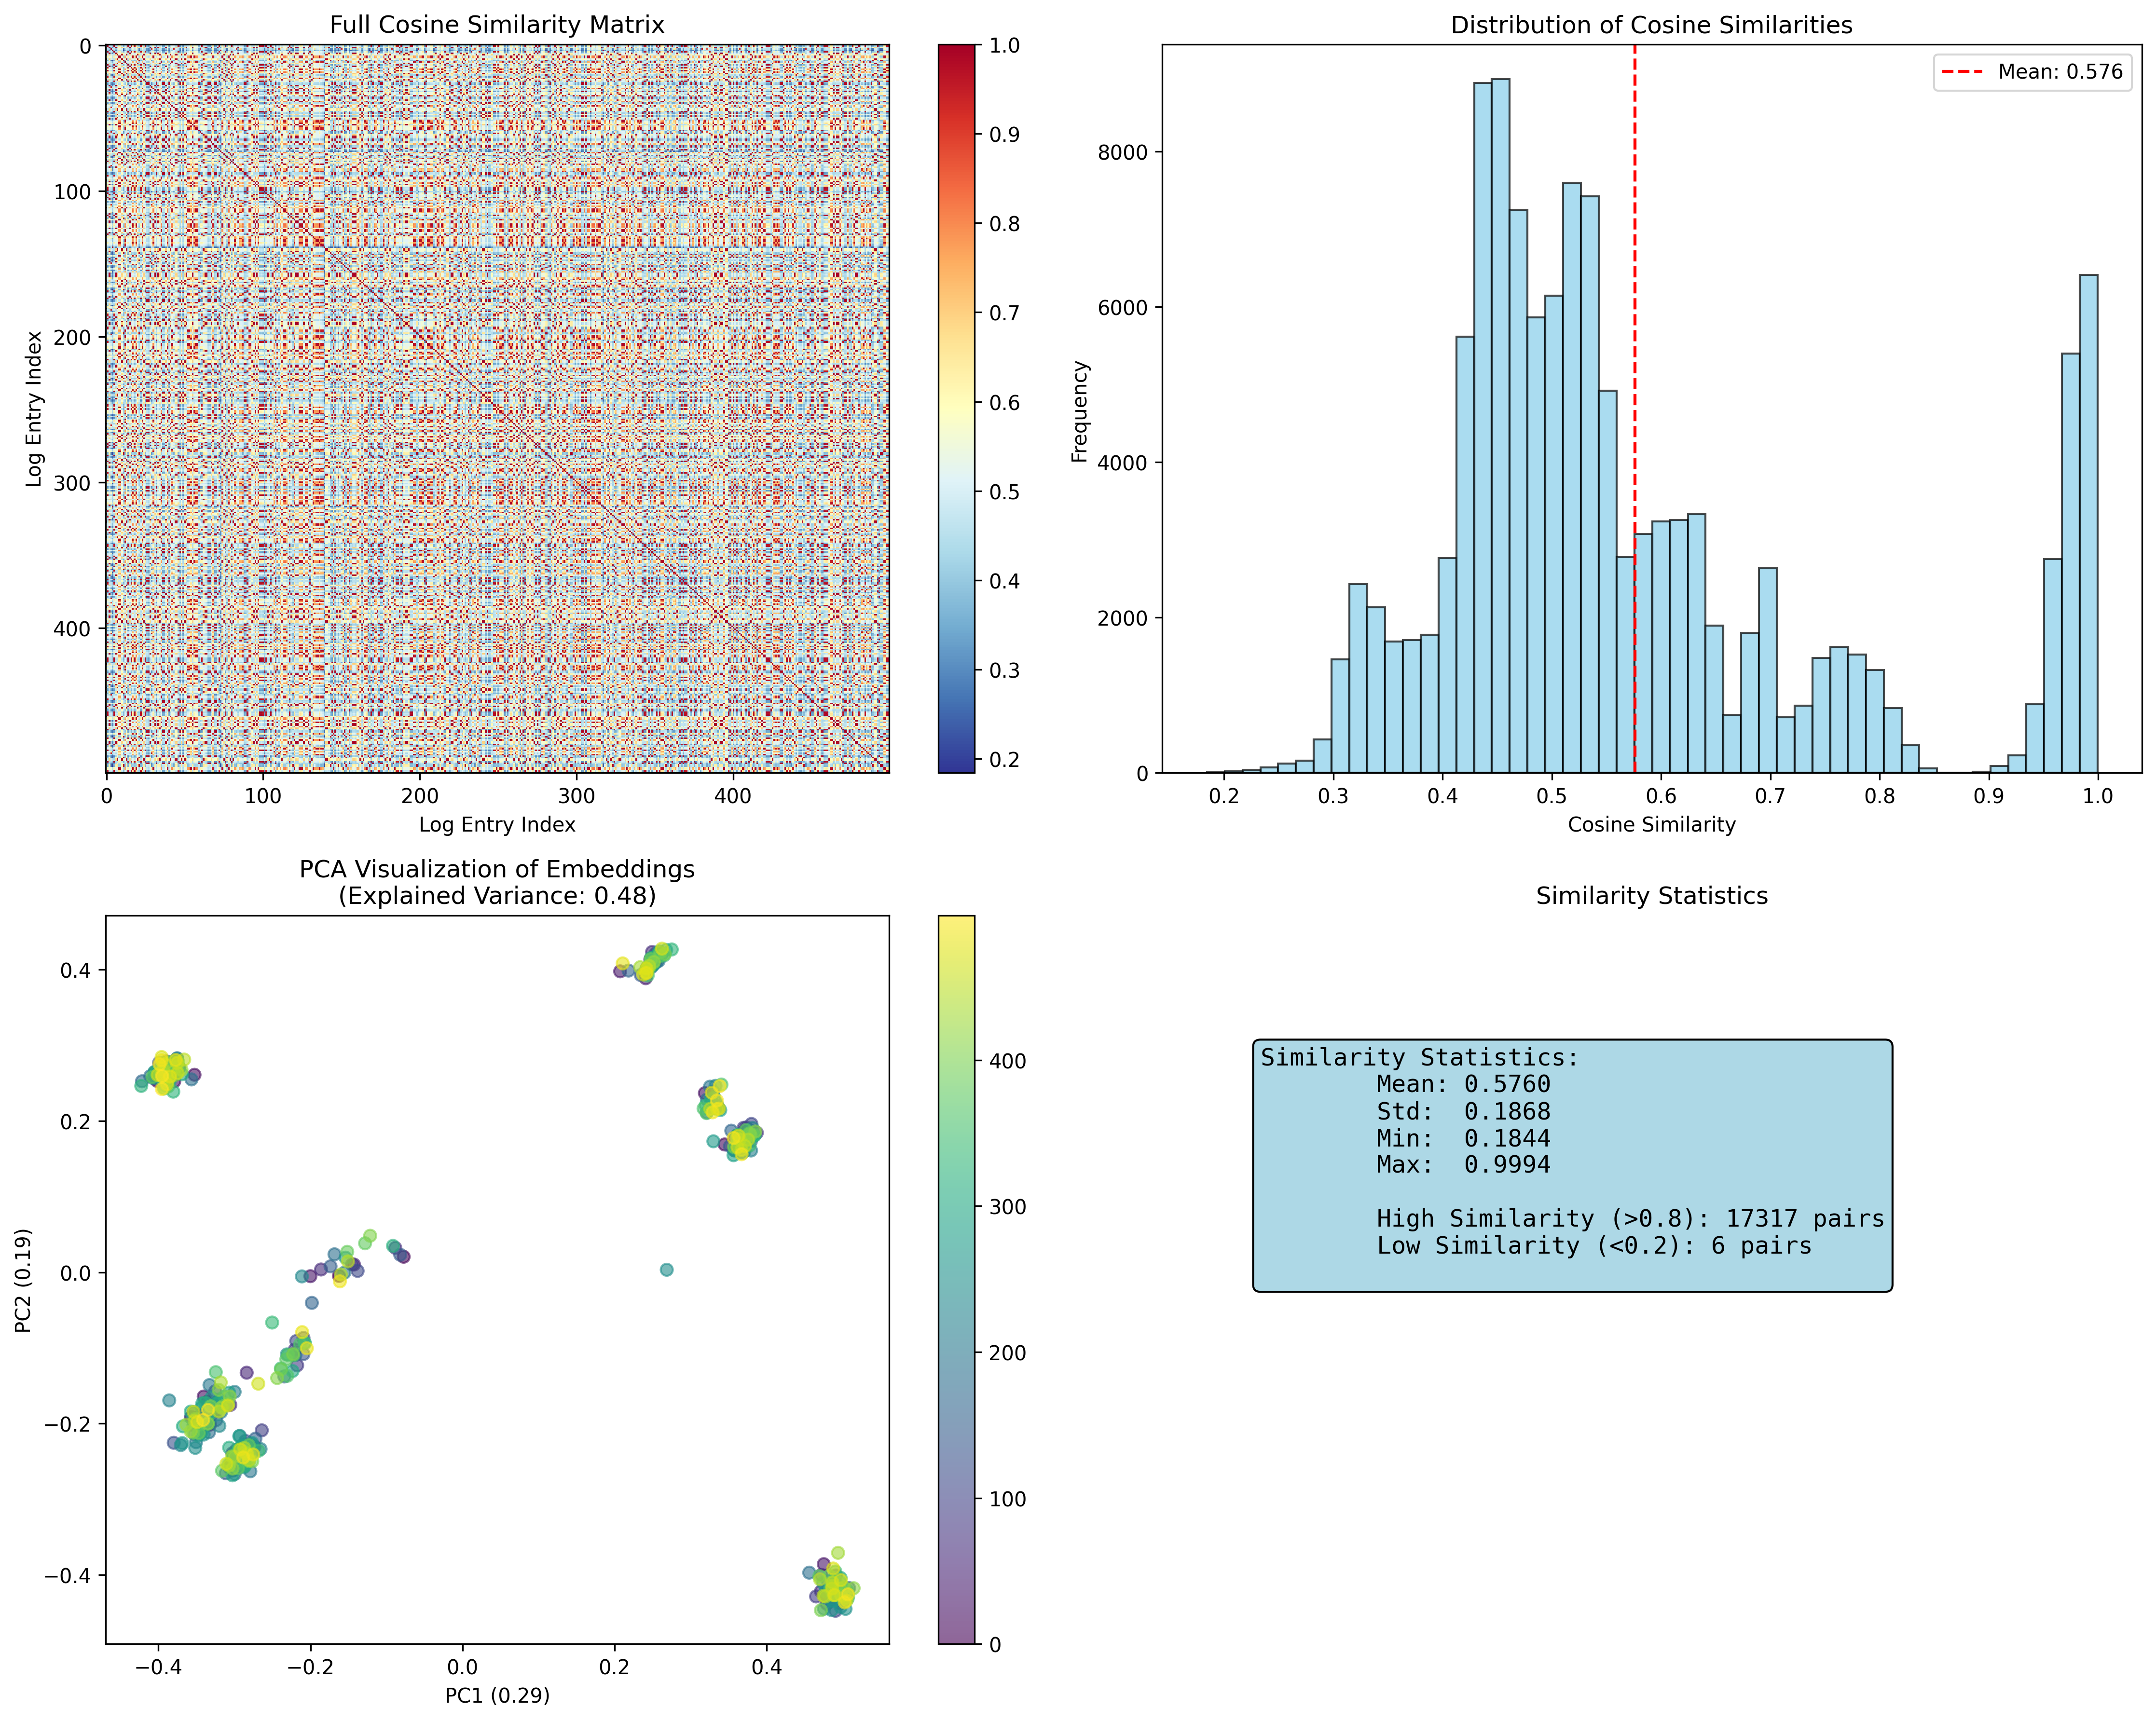 Full Cosine Similarity Matrix
0
100
200
300
400
Log Entry Index
0
100
200
300
400
Log Entry Index
1.0
0.9
0.8
0.7
0.6
0.5
0.4
0.3
0.2
Distribution of Cosine Similarities
Mean: 0.576
8000
6000
4000
2000
0
Frequency
0.2
0.3
0.4
0.5
0.6
0.7
0.8
0.9
1.0
Cosine Similarity
PCA Visualization of Embeddings
(Explained Variance: 0.48)
0.4
0.2
0.0
−0.2
−0.4
PC2 (0.19)
−0.4
−0.2
0.0
0.2
0.4
PC1 (0.29)
400
300
200
100
0
Similarity Statistics
Similarity Statistics:
Mean: 0.5760
Std: 0.1868
Min: 0.1844
Max: 0.9994
High Similarity (>0.8): 17317 pairs
Low Similarity (<0.2): 6 pairs